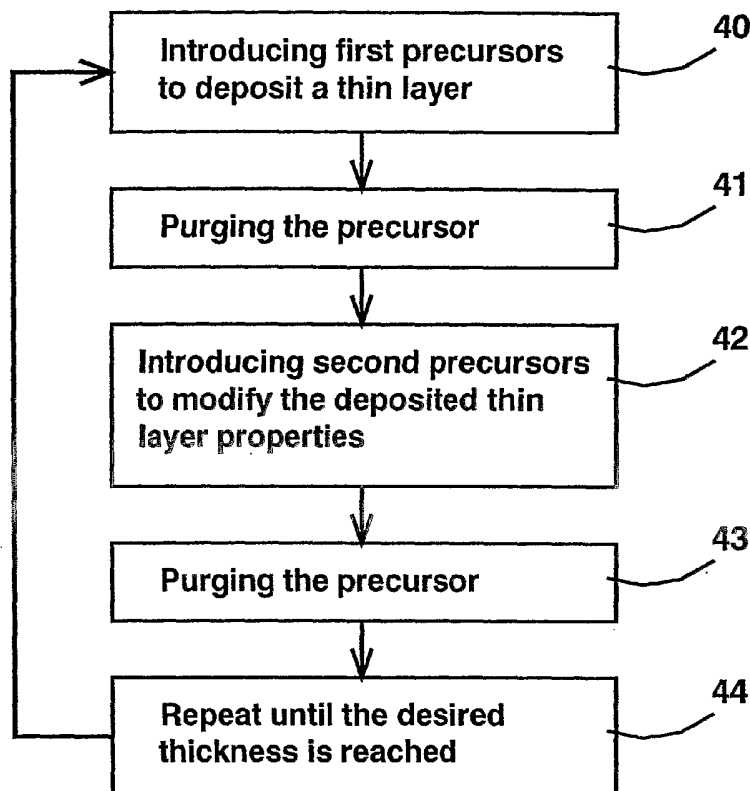 40
Introducing first precursors
to deposit a thin layer
41
Purging the precursor
42
Introducing second precursors
to modify the deposited thin
layer properties
43
Purging the precursor
44
Repeat until the desired
thickness is reached